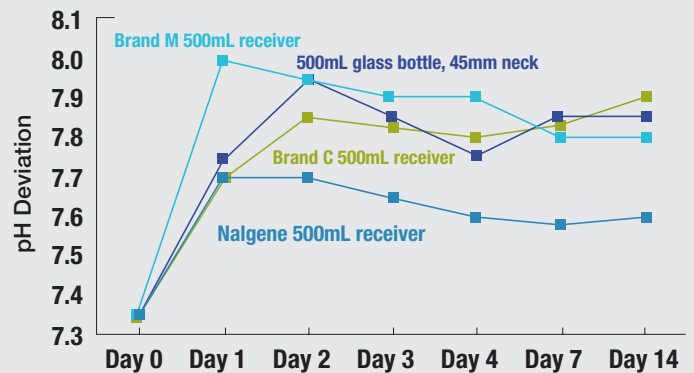 8.1
8.0
7.9
7.8
7.7
7.6
7.5
7.4
7.3
pH Deviation
Brand M 500mL receiver
500mL glass bottle, 45mm neck
Brand C 500mL receiver
Nalgene 500mL receiver
Day 0 Day 1 Day 2 Day 3 Day 4 Day 7 Day 14